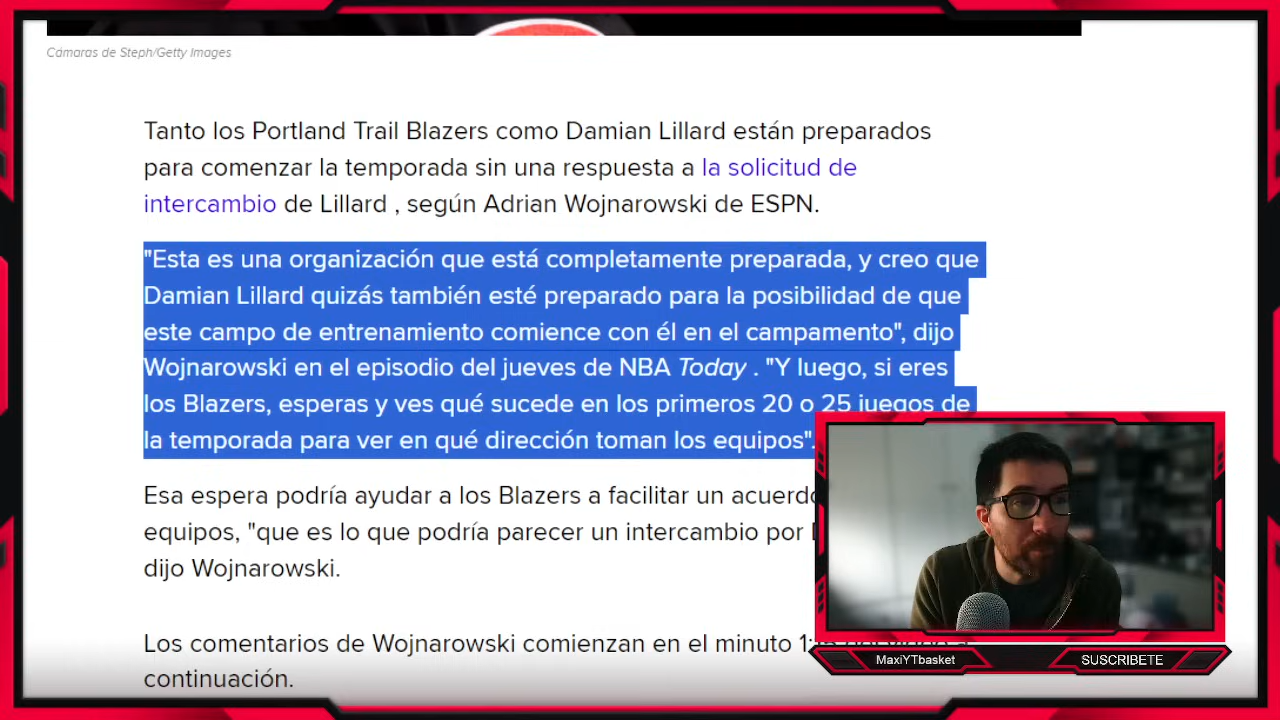 Cámaras de Steph/Getty Images
Tanto los Portland Trail Blazers como Damian Lillard están preparados
para comenzar la temporada sin una respuesta a la solicitud de
intercambio de Lillard , según Adrian Wojnarowski de ESPN.
"Esta es una organización que está completamente preparada, y creo que
Damian Lillard quizás también esté preparado para la posibilidad de que
este campo de entrenamiento comience con él en el campamento", dijo
Wojnarowski en el episodio del jueves de NBA Today . "Y luego, si eres
los Blazers, esperas y ves qué sucede en los primeros 20 o 25 juegos de
la temporada para ver en qué dirección toman los equipos".
Esa espera podría ayudar a los Blazers a facilitar un acuerdo
equipos, "que es lo que podría parecer un intercambio por
dijo Wojnarowski.
Los comentarios de Wojnarowski comienzan en el minuto
continuación.
MaxiYTbasket
SUSCRIBETE